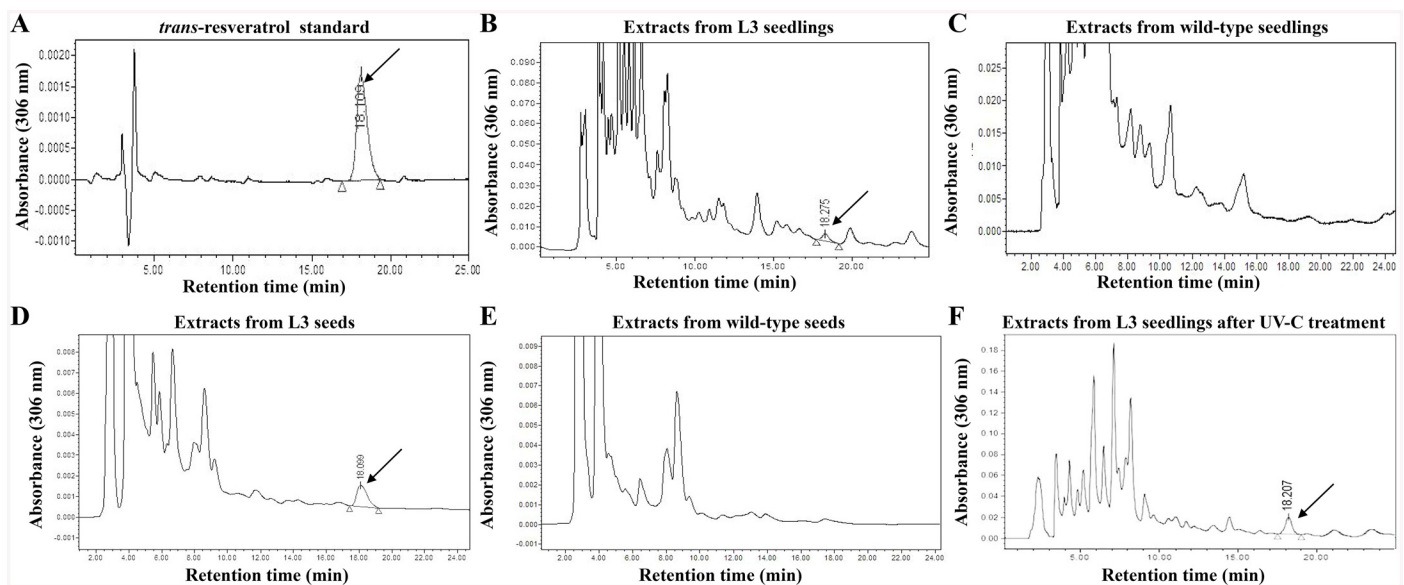 A
trans-resveratrol standard
Absorbance (306 nm)
0.0020
0.0015
0.0010
0.0005
0.0000
-0.0005
-0.0010
18.109
5.00 10.00 15.00 20.00 25.00
Retention time (min)
B
Extracts from L3 seedlings
Absorbance (306 nm)
0.090
0.080
0.070
0.060
0.050
0.040
0.030
0.020
0.010
0.000
18.275
5.00 10.00 15.00 20.00
Retention time (min)
C
Extracts from wild-type seedlings
Absorbance (306 nm)
0.025
0.020
0.015
0.010
0.005
0.000
2.00 4.00 6.00 8.00 10.00 12.00 14.00 16.00 18.00 20.00 22.00 24.00
Retention time (min)
D
Extracts from L3 seeds
Absorbance (306 nm)
0.008
0.007
0.006
0.005
0.004
0.003
0.002
0.001
0.000
-0.001
18.099
2.00 4.00 6.00 8.00 10.00 12.00 14.00 16.00 18.00 20.00 22.00 24.00
Retention time (min)
E
Extracts from wild-type seeds
Absorbance (306 nm)
0.008
0.007
0.006
0.005
0.004
0.003
0.002
0.001
0.000
-0.001
2.00 4.00 6.00 8.00 10.00 12.00 14.00 16.00 18.00 20.00 22.00 24.00
Retention time (min)
F
Extracts from L3 seedlings after UV-C treatment
Absorbance (306 nm)
0.18
0.16
0.14
0.12
0.10
0.08
0.06
0.04
0.02
0.00
18.207
5.00 10.00 15.00 20.00
Retention time (min)